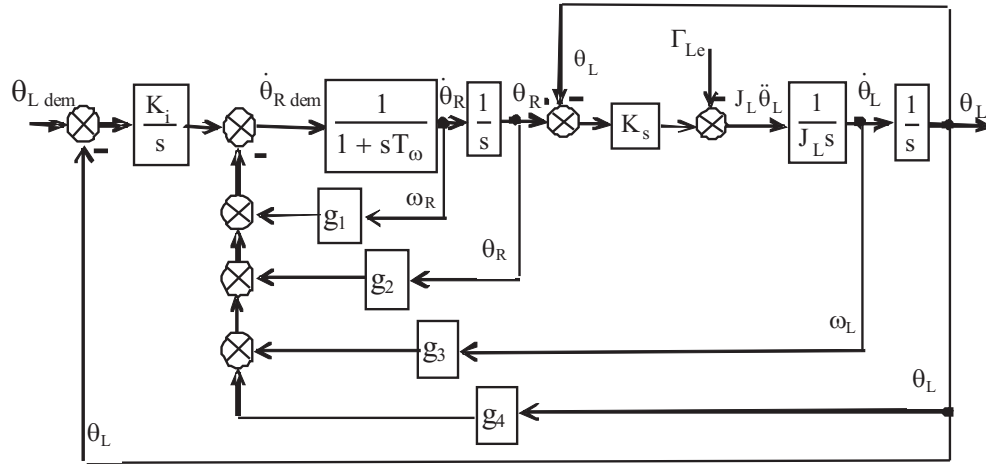 θ_L
Γ_Le
θ_L dem
K_i
s
θ̇_R dem
1
1 + sT_ω
θ̇_R
1
s
θ_R
K_s
J_L θ̈_L
1
J_L s
θ̇_L
1
s
θ_L
g_1
ω_R
g_2
θ_R
g_3
ω_L
g_4
θ_L
θ_L